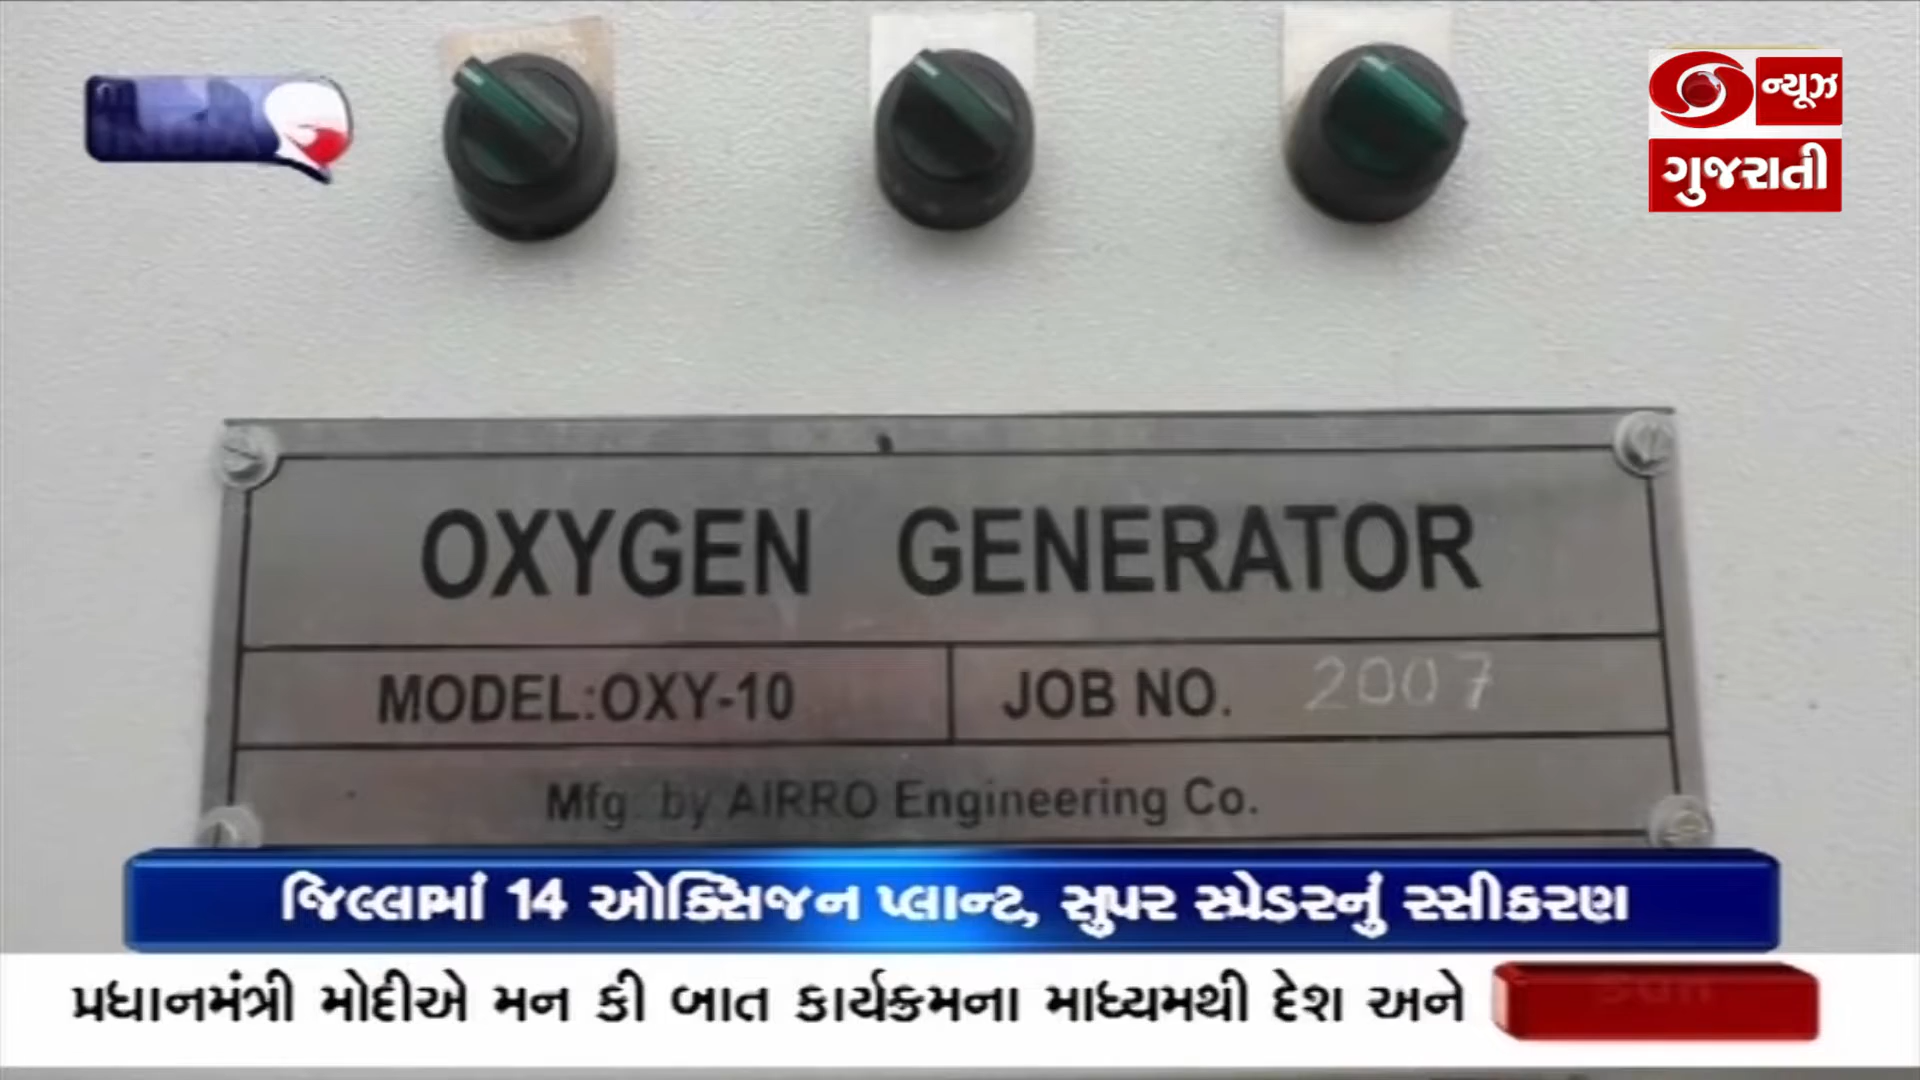 ન્યૂઝ
ગુજરાતી
OXYGEN GENERATOR
MODEL:OXY-10
JOB NO. 2007
Mfg. by AIRRO Engineering Co.
જિલ્લામાં 14 ઓક્સિજન પ્લાન્ટ, સુપર સ્પ્રેડરનું રસીકરણ
પ્રધાનમંત્રી મોદીએ મન કી બાત કાર્યક્રમના માધ્યમથી દેશ અને